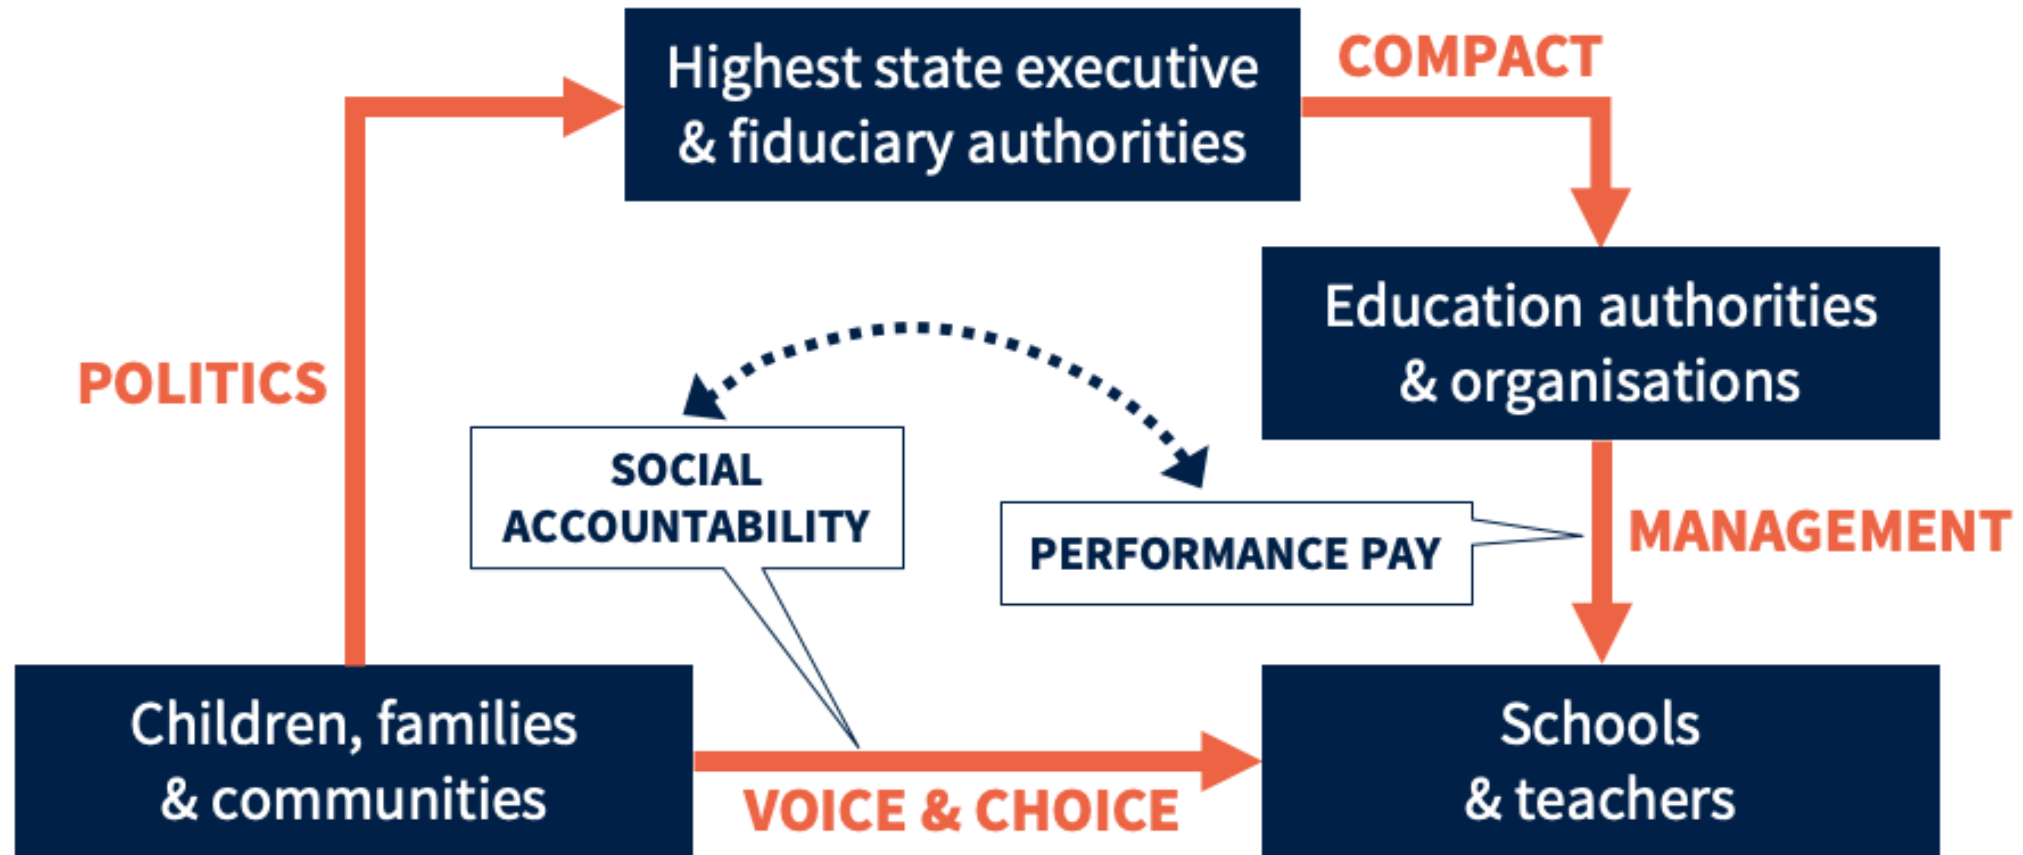 Highest state executive
& fiduciary authorities
COMPACT
Education authorities
& organisations
POLITICS
SOCIAL
ACCOUNTABILITY
PERFORMANCE PAY
MANAGEMENT
Children, families
& communities
VOICE & CHOICE
Schools
& teachers